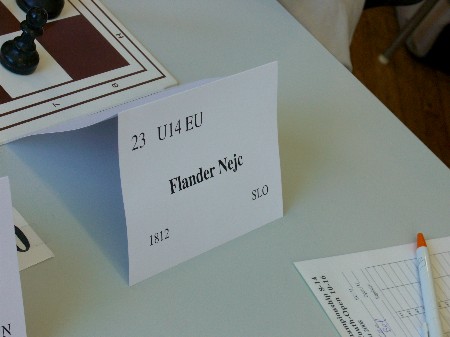 23 U14 EU
Flander Nejc
SLO
1812
N
H